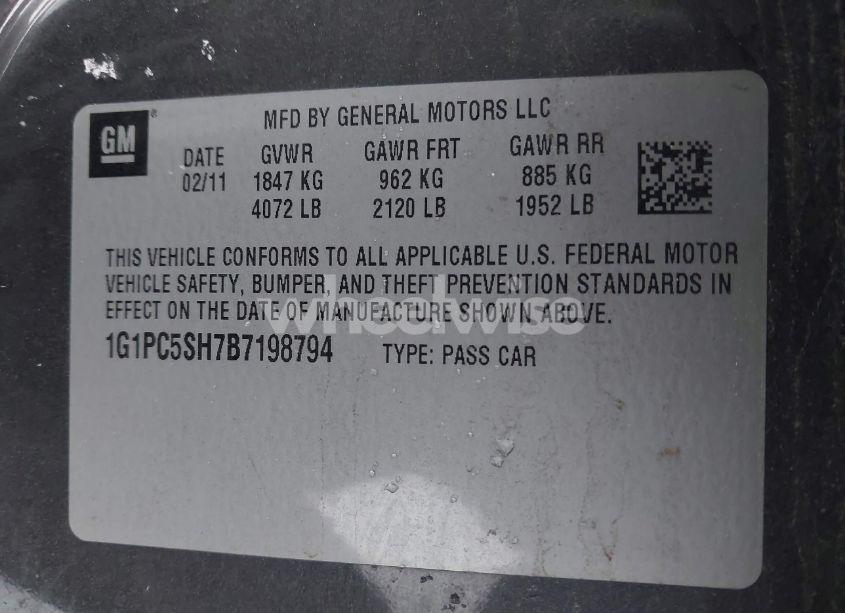 GM®
MFD BY GENERAL MOTORS LLC
DATE GVWR GAWR FRT GAWR RR
02/11 1847 KG 962 KG 885 KG
4072 LB 2120 LB 1952 LB
THIS VEHICLE CONFORMS TO ALL APPLICABLE U.S. FEDERAL MOTOR
VEHICLE SAFETY, BUMPER, AND THEFT PREVENTION STANDARDS IN
EFFECT ON THE DATE OF MANUFACTURE SHOWN ABOVE.
wheelwise
1G1PC5SH7B7198794 TYPE: PASS CAR